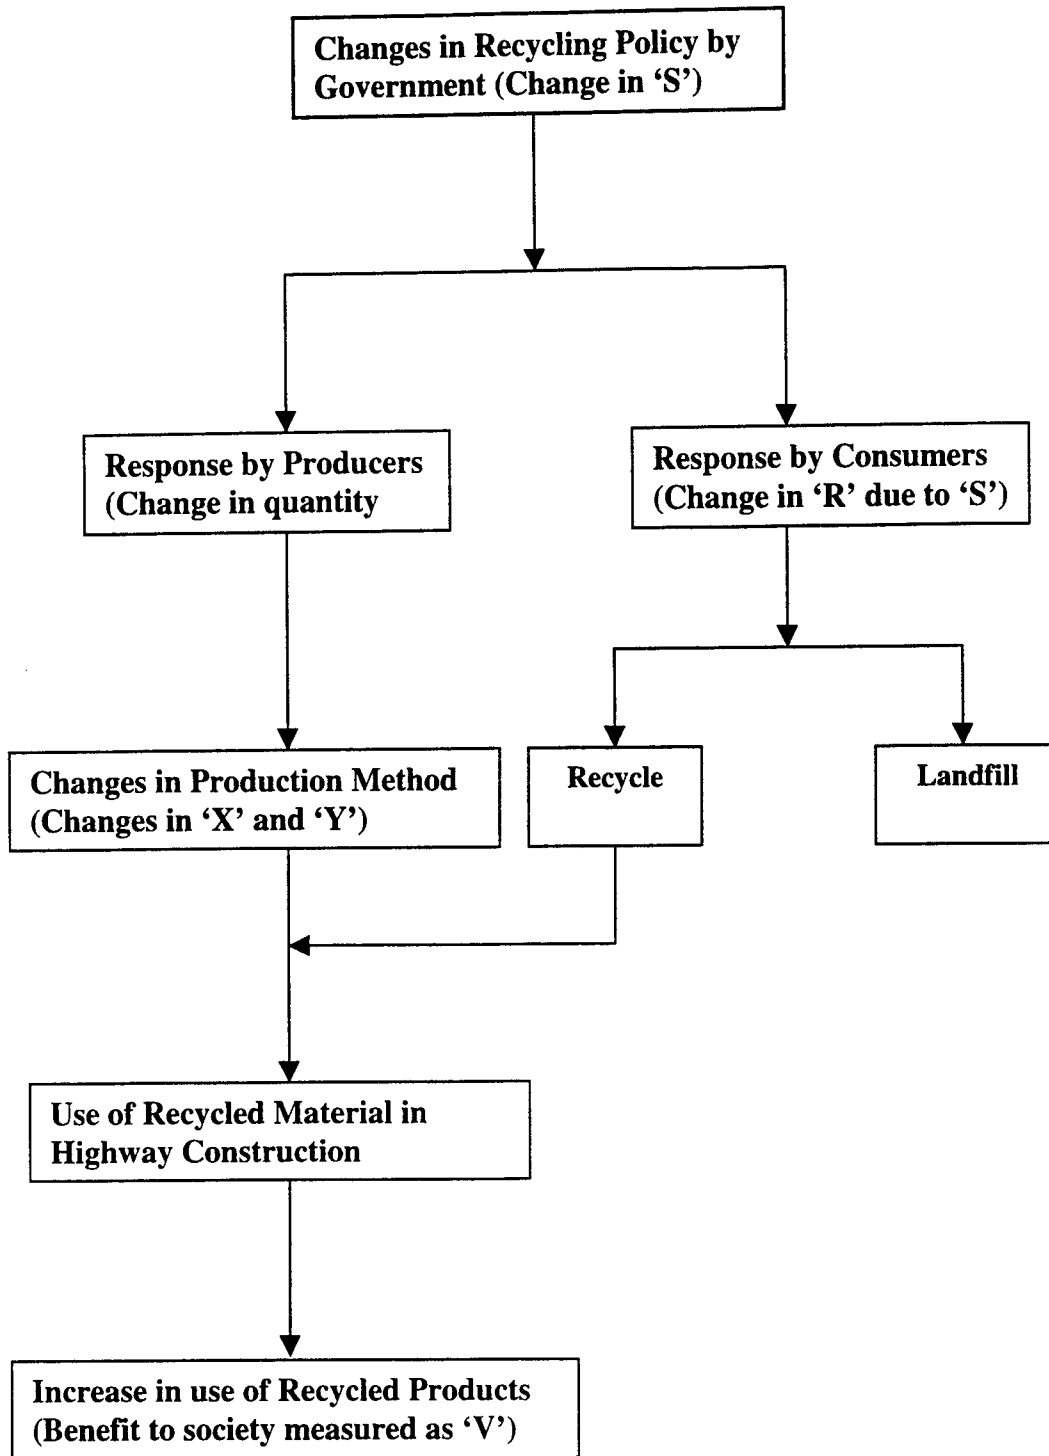 Changes in Recycling Policy by
Government (Change in ‘S’)
Response by Producers
(Change in quantity
Response by Consumers
(Change in ‘R’ due to ‘S’)
Changes in Production Method
(Changes in ‘X’ and ‘Y’)
Recycle
Landfill
Use of Recycled Material in
Highway Construction
Increase in use of Recycled Products
(Benefit to society measured as ‘V’)